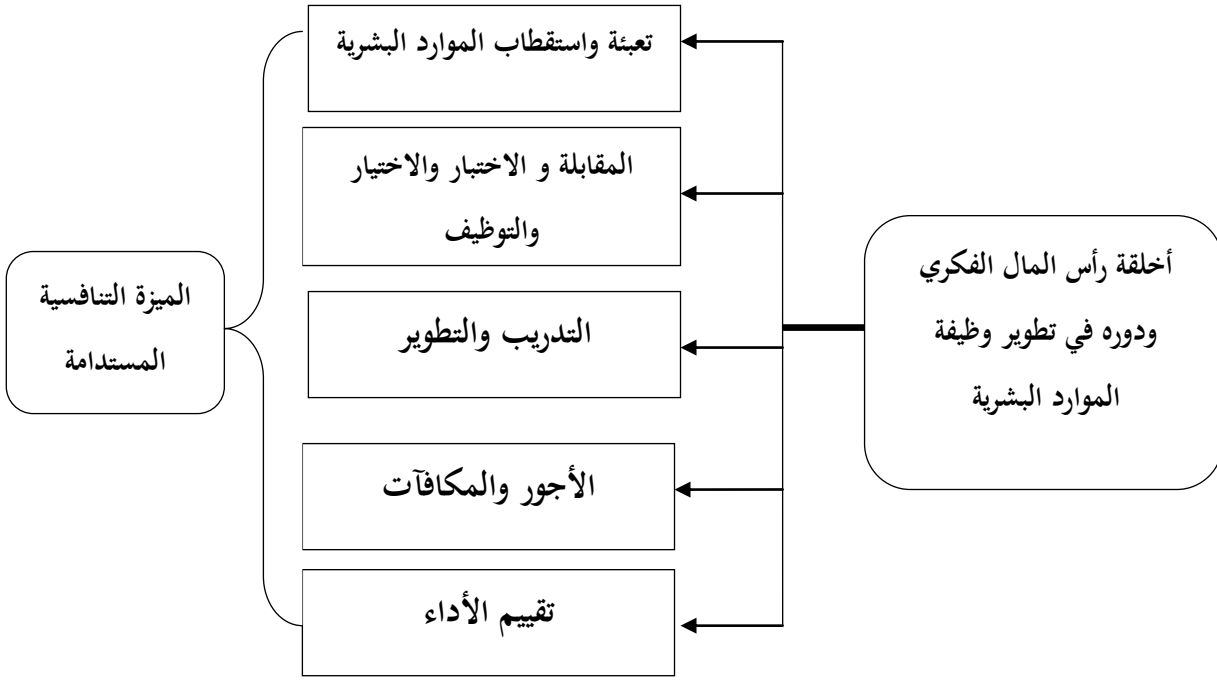 أخلقة رأس المال الفكري
ودوره في تطوير وظيفة
الموارد البشرية
تعبئة واستقطاب الموارد البشرية
المقابلة و الاختبار والاختيار
والتوظيف
التدريب والتطوير
الأجور والمكافآت
تقييم الأداء
الميزة التنافسية
المستدامة